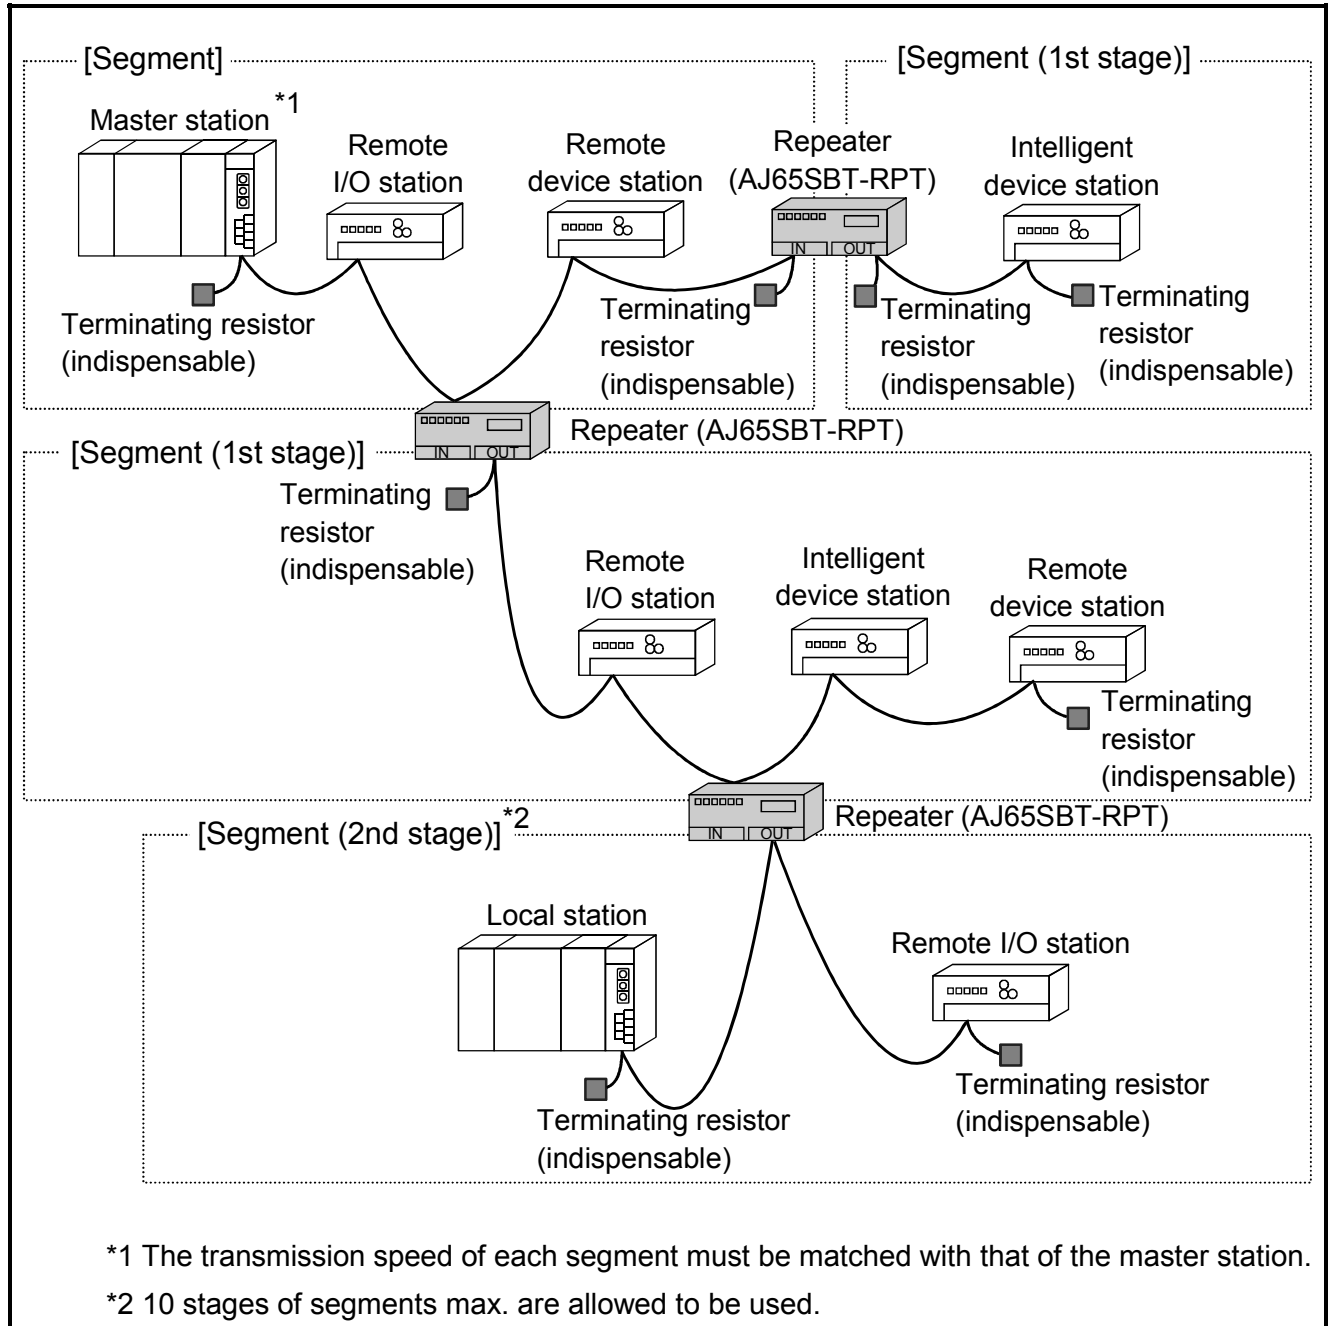 [Segment]
[Segment (1st stage)]
Master station *1
Remote
I/O station
Remote
device station
Repeater
(AJ65SBT-RPT)
Intelligent
device station
IN OUT
Terminating resistor
(indispensable)
Terminating
resistor
(indispensable)
Terminating
resistor
(indispensable)
Terminating
resistor
(indispensable)
Repeater (AJ65SBT-RPT)
IN OUT
[Segment (1st stage)]
Terminating
resistor
(indispensable)
Remote
I/O station
Intelligent
device station
Remote
device station
Terminating
resistor
(indispensable)
Repeater (AJ65SBT-RPT)
IN OUT
[Segment (2nd stage)] *2
Local station
Remote I/O station
Terminating resistor
(indispensable)
Terminating resistor
(indispensable)
*1 The transmission speed of each segment must be matched with that of the master station.
*2 10 stages of segments max. are allowed to be used.